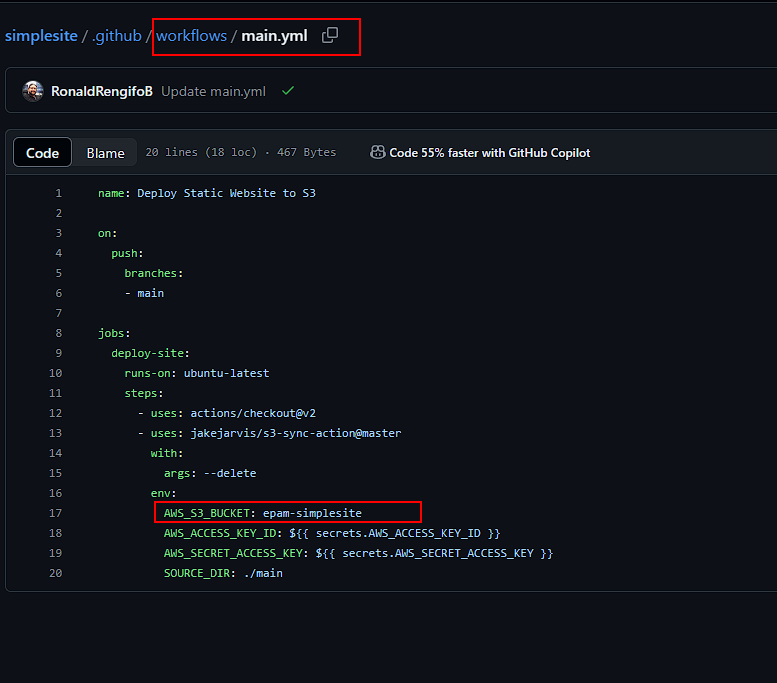 simplesite / .github / workflows / main.yml
RonaldRengifoB Update main.yml
Code Blame 20 lines (18 loc) · 467 Bytes Code 55% faster with GitHub Copilot
1 name: Deploy Static Website to S3
2
3 on:
4 push:
5 branches:
6 - main
7
8 jobs:
9 deploy-site:
10 runs-on: ubuntu-latest
11 steps:
12 - uses: actions/checkout@v2
13 - uses: jakejarvis/s3-sync-action@master
14 with:
15 args: --delete
16 env:
17 AWS_S3_BUCKET: epam-simplesite
18 AWS_ACCESS_KEY_ID: ${{ secrets.AWS_ACCESS_KEY_ID }}
19 AWS_SECRET_ACCESS_KEY: ${{ secrets.AWS_SECRET_ACCESS_KEY }}
20 SOURCE_DIR: ./main